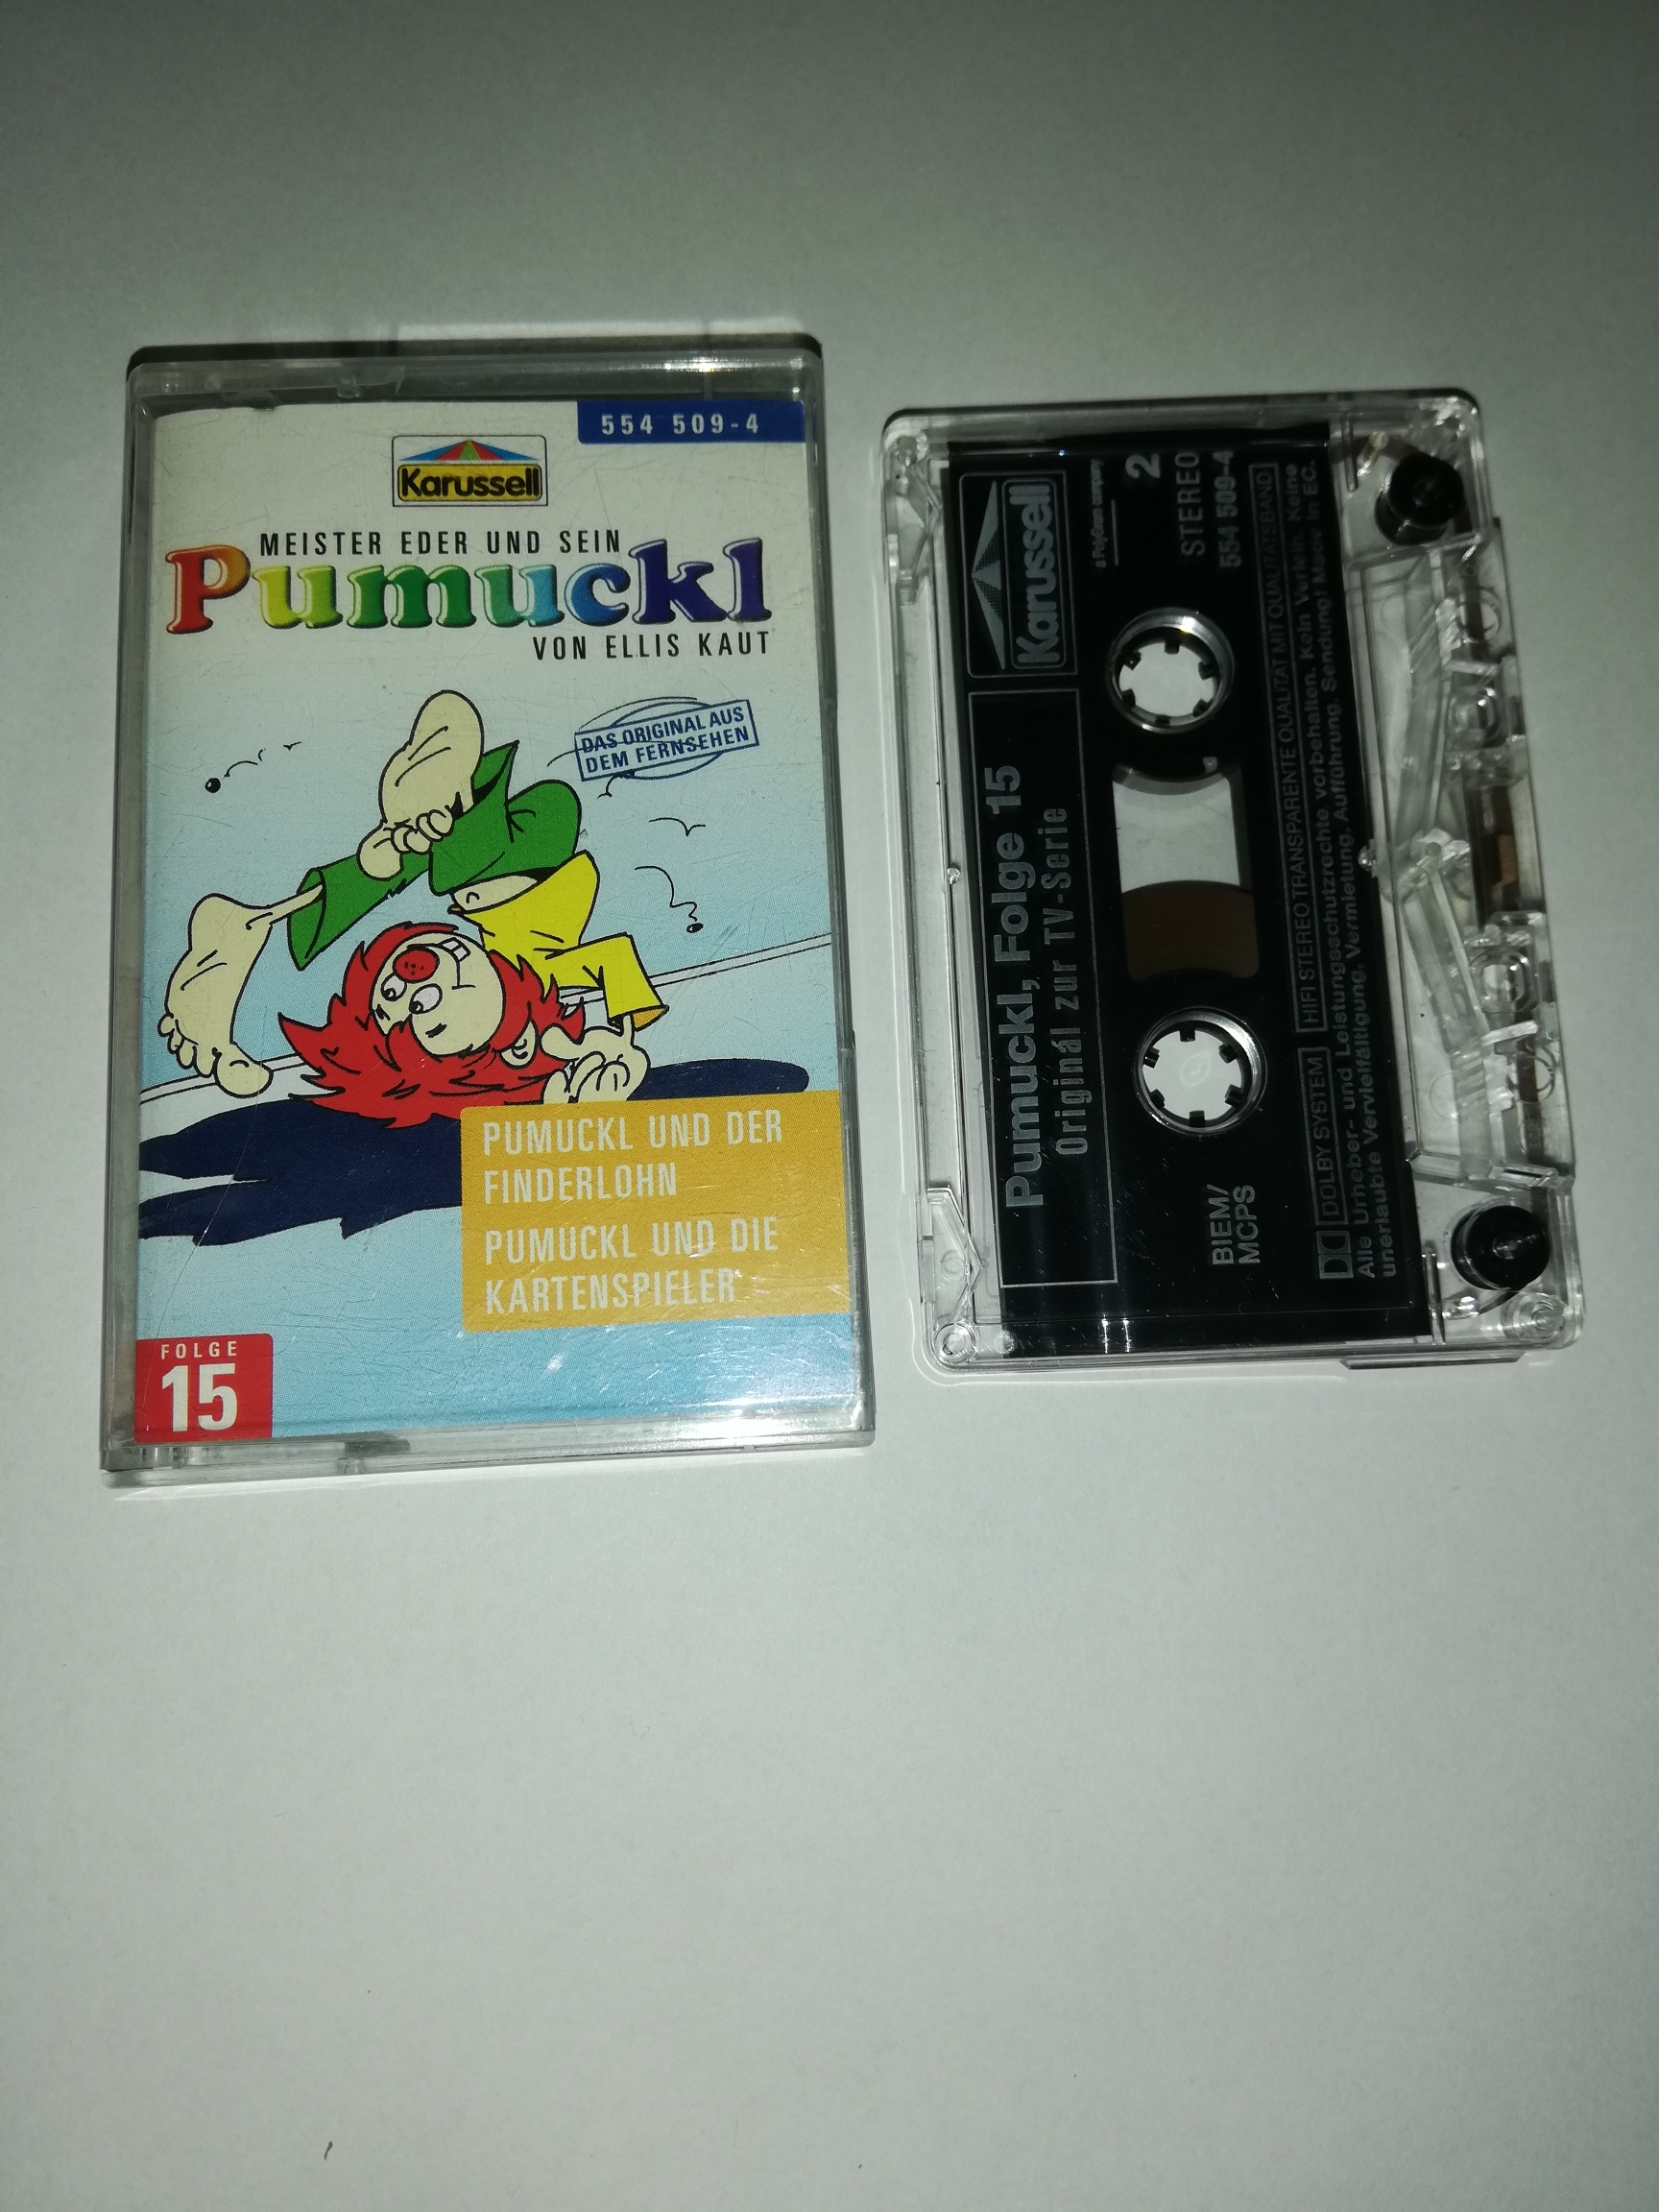 554 509-4
Karussell
MEISTER EDER UND SEIN
Pumuckl
VON ELLIS KAUT
DAS ORIGINAL AUS
DEM FERNSEHEN
PUMUCKL UND DER
FINDERLOHN
PUMUCKL UND DIE
KARTENSPIELER
FOLGE
15
Karussell
a PolyGram company
Pumuckl, Folge 15
Original zur TV-Serie
2
STEREO
554 509-4
BIEM/
MCPS
DOLBY SYSTEM
HIFI STEREO TRANSPARENTE QUALITÄT MIT QUALITÄTSBAND
Alle Urheber- und Leistungsschutzrechte vorbehalten. Kein Verleih. Keine
unerlaubte Vervielfältigung, Vermietung, Aufführung, Sendung! Made in EC.